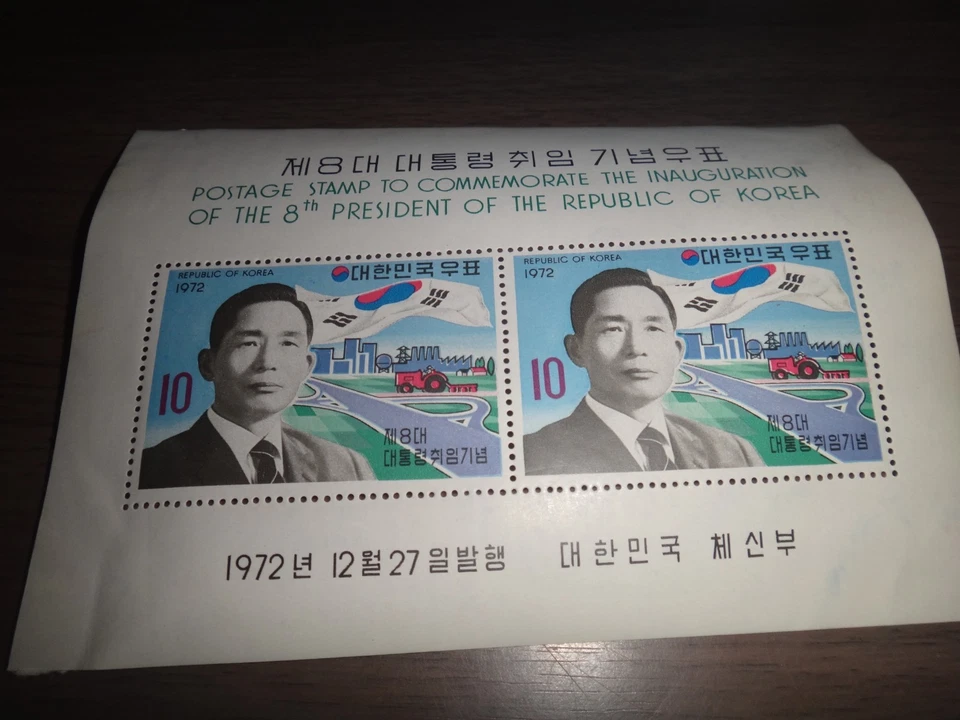 제8대 대통령 취임 기념우표
POSTAGE STAMP TO COMMEMORATE THE INAUGURATION
OF THE 8th PRESIDENT OF THE REPUBLIC OF KOREA
REPUBLIC OF KOREA
1972
대한민국우표
10
제8대
대통령취임기념
REPUBLIC OF KOREA
1972
대한민국우표
10
제8대
대통령취임기념
1972년 12월 27일발행 대한민국 체신부